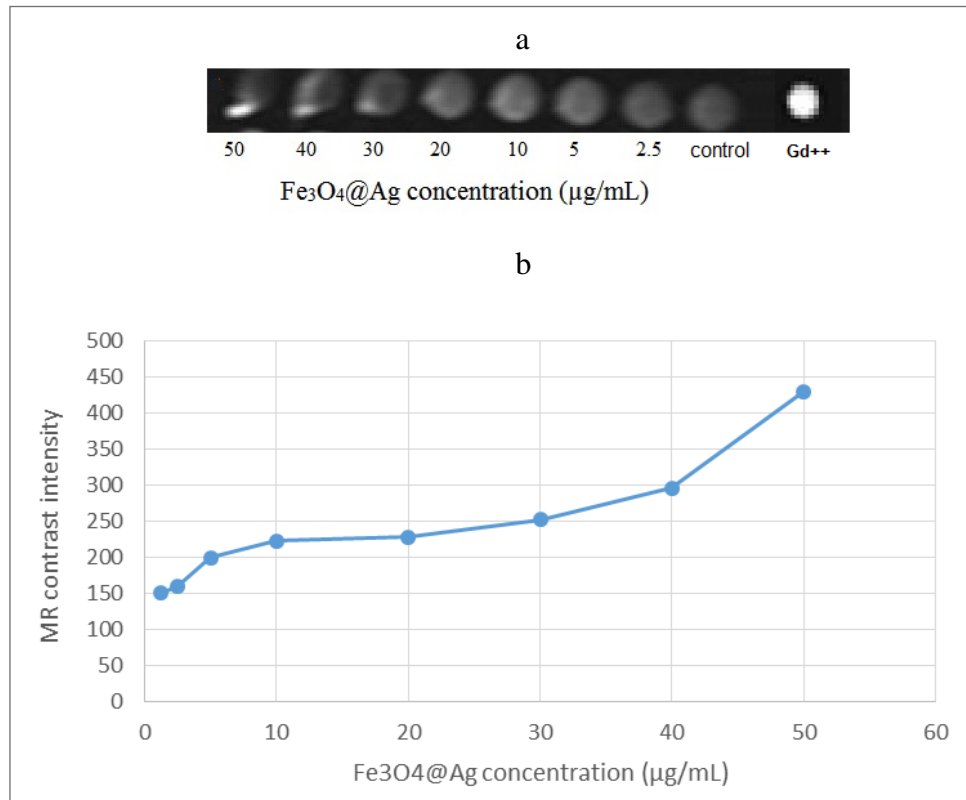 a
50 40 30 20 10 5 2.5 control Gd++
Fe₃O₄@Ag concentration (µg/mL)
b
500
450
400
350
300
250
200
150
100
50
0
MR contrast intensity
0 10 20 30 40 50 60
Fe3O4@Ag concentration (µg/mL)